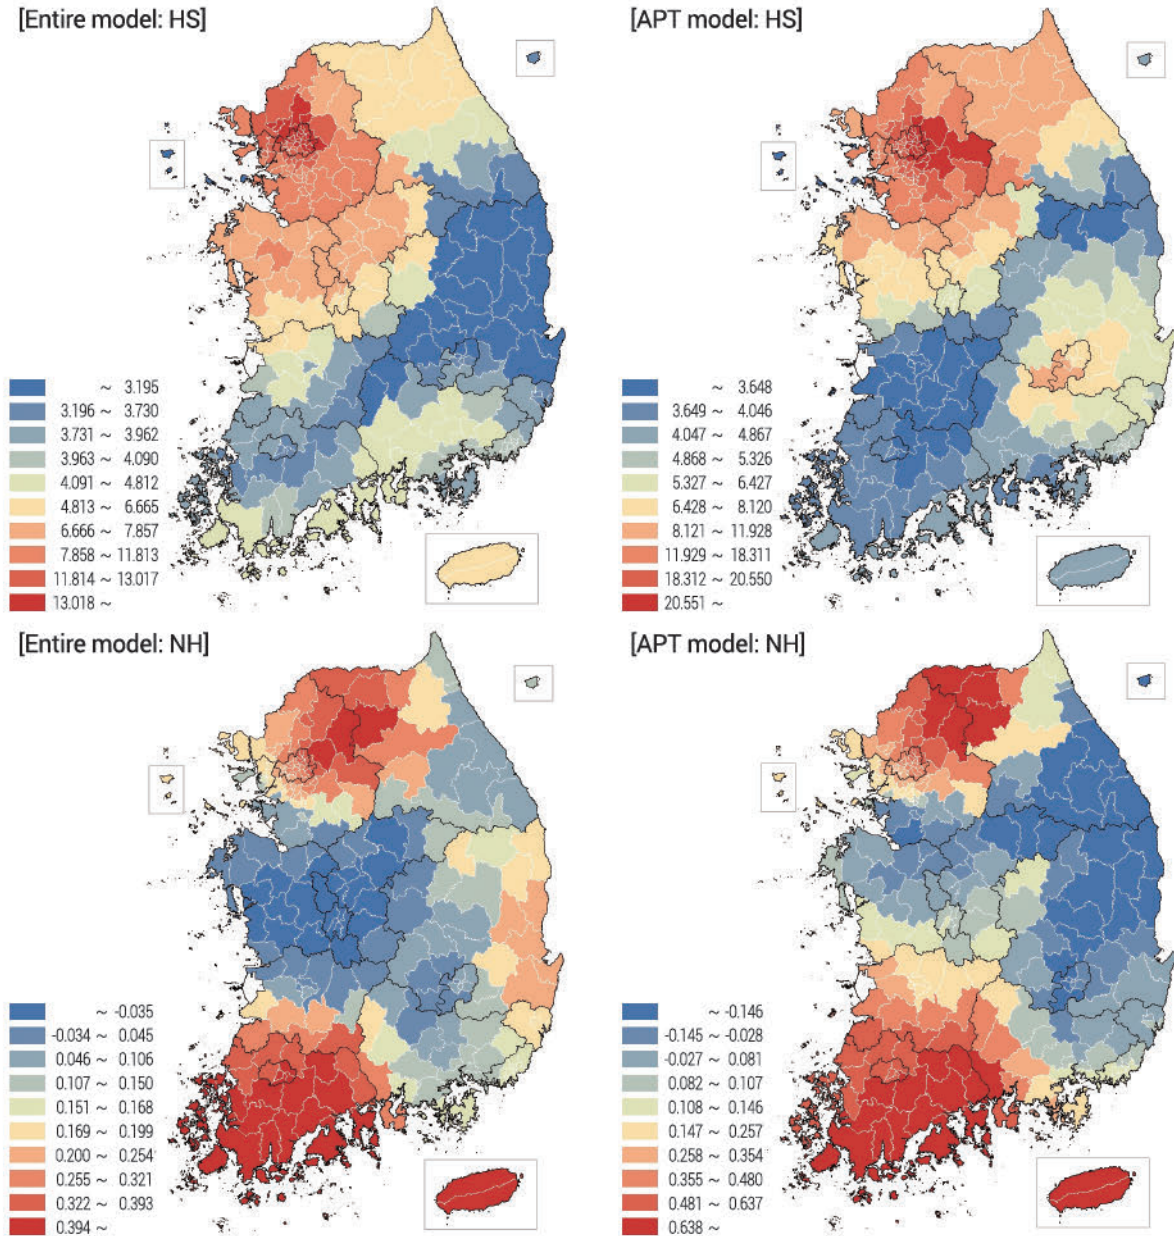 [Entire model: HS]
~ 3.195
3.196 ~ 3.730
3.731 ~ 3.962
3.963 ~ 4.090
4.091 ~ 4.812
4.813 ~ 6.665
6.666 ~ 7.857
7.858 ~ 11.813
11.814 ~ 13.017
13.018 ~
[APT model: HS]
~ 3.648
3.649 ~ 4.046
4.047 ~ 4.867
4.868 ~ 5.326
5.327 ~ 6.427
6.428 ~ 8.120
8.121 ~ 11.928
11.929 ~ 18.311
18.312 ~ 20.550
20.551 ~
[Entire model: NH]
~ -0.035
-0.034 ~ 0.045
0.046 ~ 0.106
0.107 ~ 0.150
0.151 ~ 0.168
0.169 ~ 0.199
0.200 ~ 0.254
0.255 ~ 0.321
0.322 ~ 0.393
0.394 ~
[APT model: NH]
~ -0.146
-0.145 ~ -0.028
-0.027 ~ 0.081
0.082 ~ 0.107
0.108 ~ 0.146
0.147 ~ 0.257
0.258 ~ 0.354
0.355 ~ 0.480
0.481 ~ 0.637
0.638 ~